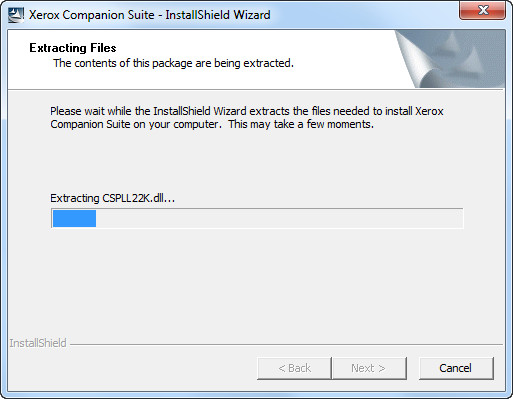 Xerox Companion Suite - InstallShield Wizard
Extracting Files
The contents of this package are being extracted.
Please wait while the InstallShield Wizard extracts the files needed to install Xerox
Companion Suite on your computer.  This may take a few moments.
Extracting CSPLL22K.dll...
InstallShield
< Back
Next >
Cancel